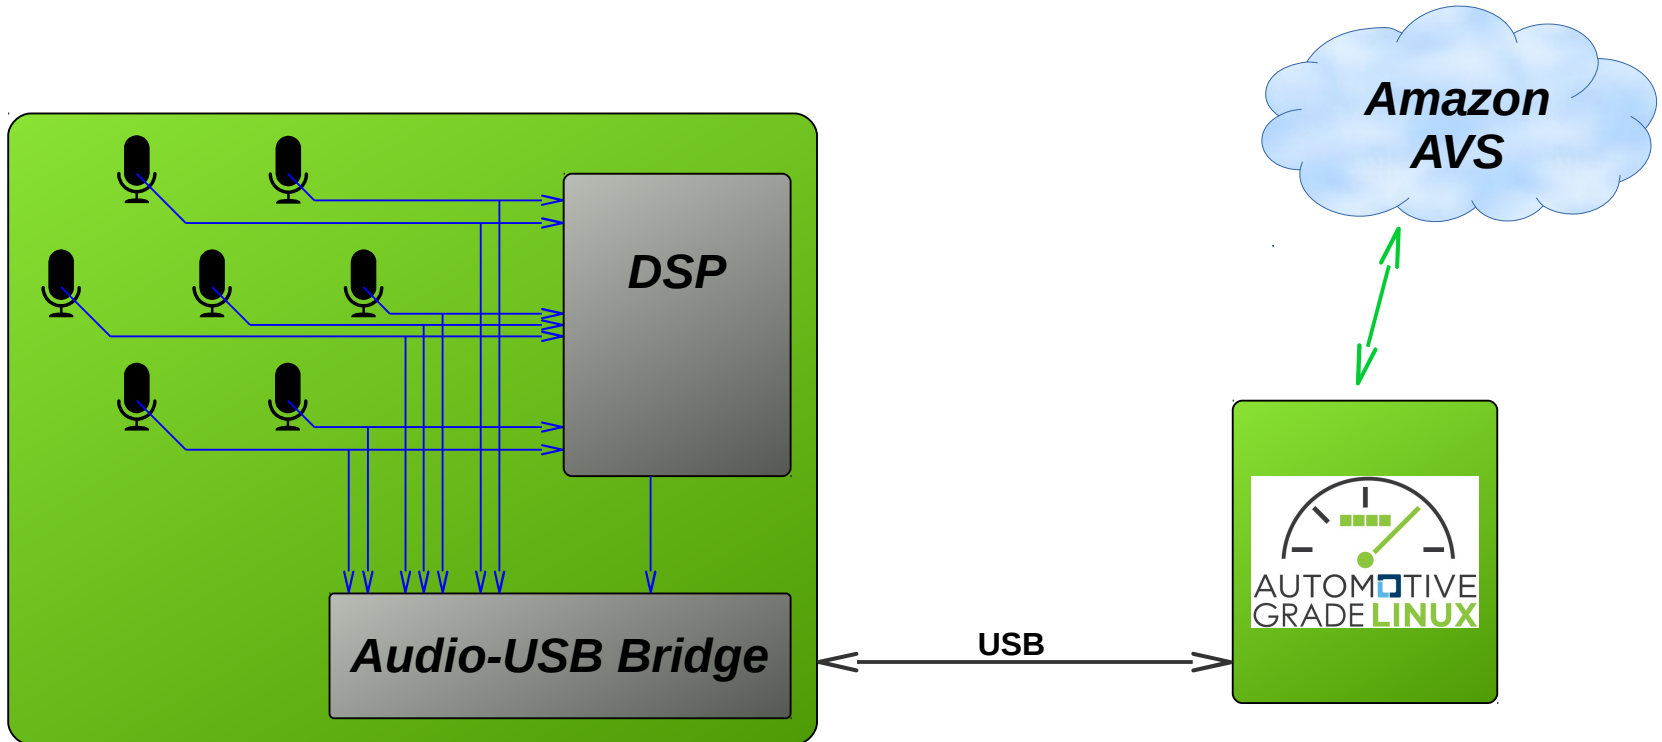 Amazon
AVS
DSP
Audio-USB Bridge
USB
AUTOMOTIVE
GRADE LINUX